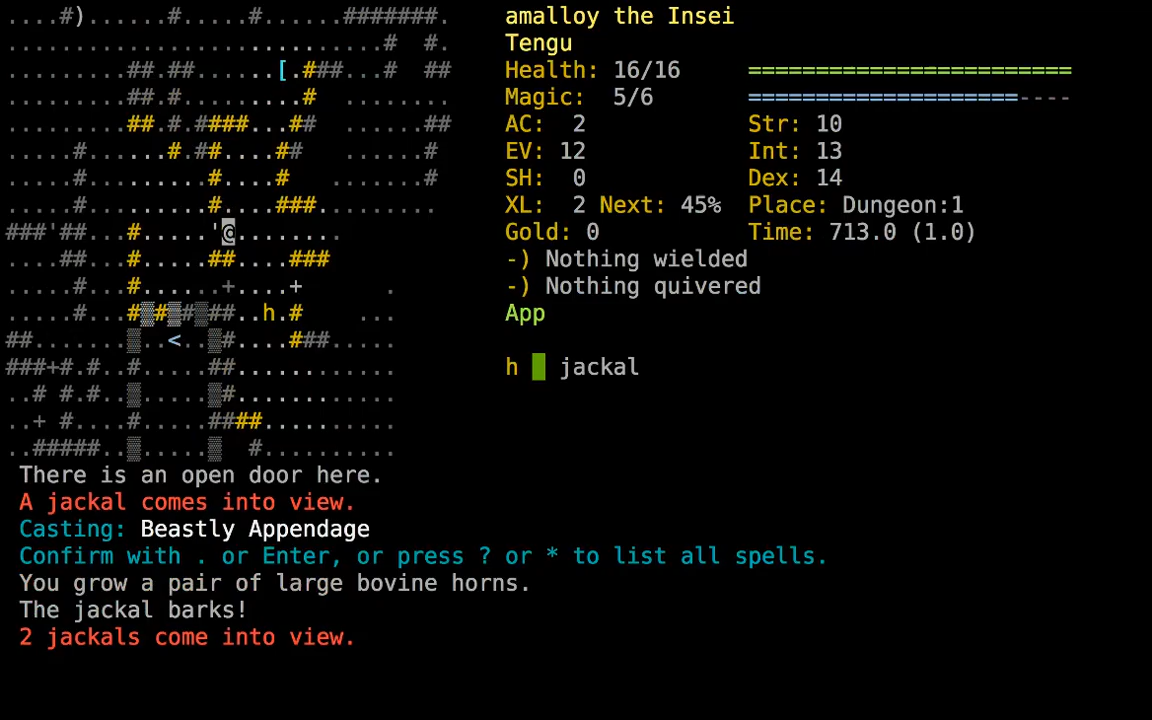 amalloy the Insei
Tengu
Health: 16/16
Magic: 5/6
AC: 2 Str: 10
EV: 12 Int: 13
SH: 0 Dex: 14
XL: 2 Next: 45% Place: Dungeon:1
Gold: 0 Time: 713.0 (1.0)
-) Nothing wielded
-) Nothing quivered
App
h jackal
There is an open door here.
A jackal comes into view.
Casting: Beastly Appendage
Confirm with . or Enter, or press ? or * to list all spells.
You grow a pair of large bovine horns.
The jackal barks!
2 jackals come into view.